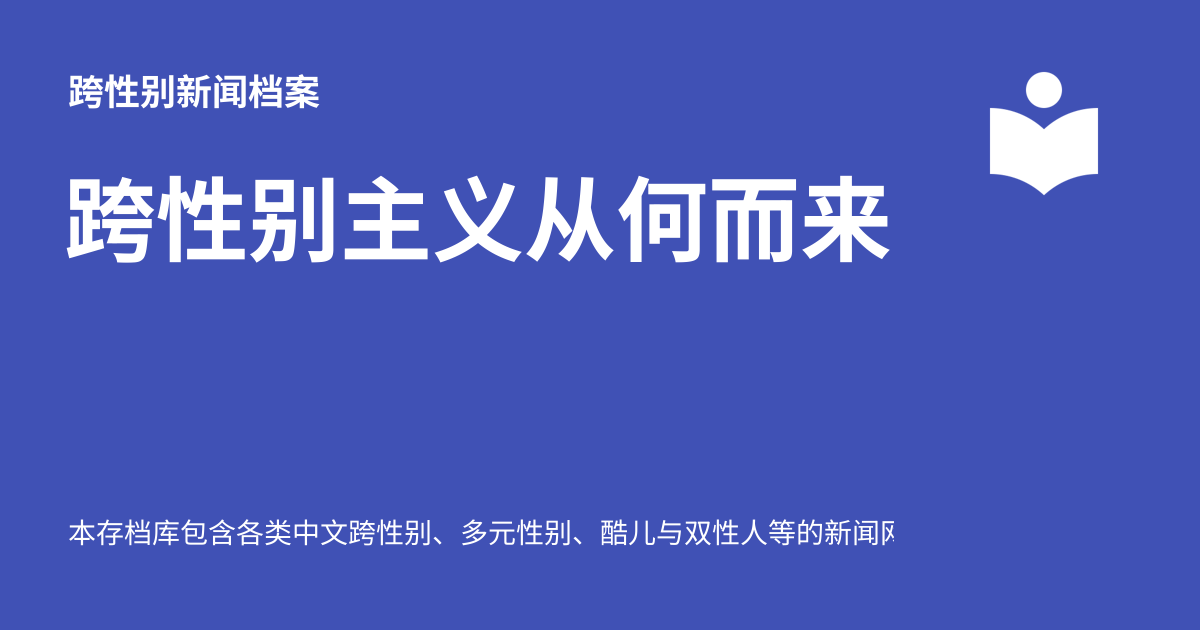 跨性别新闻档案
跨性别主义从何而来
本存档库包含各类中文跨性别、多元性别、酷儿与双性人等的新闻